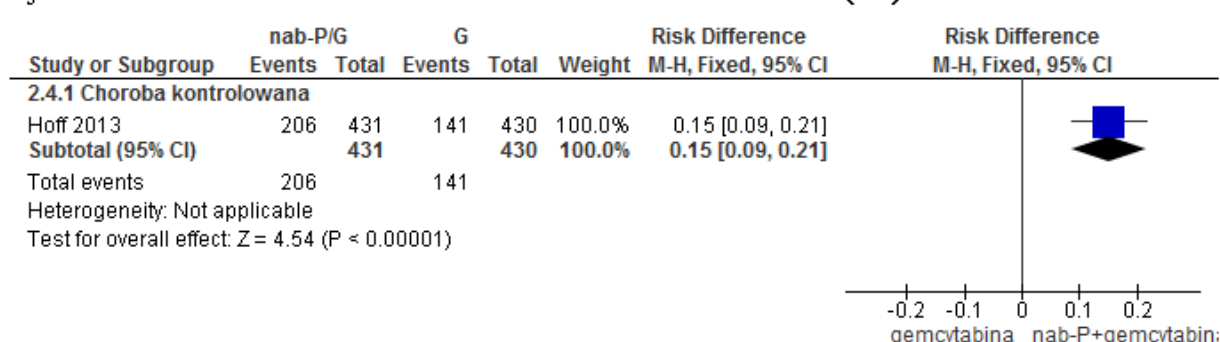 nab-P/G G Risk Difference Risk Difference
Study or Subgroup Events Total Events Total Weight M-H, Fixed, 95% CI M-H, Fixed, 95% CI
2.4.1 Choroba kontrolowana
Hoff 2013 206 431 141 430 100.0% 0.15 [0.09, 0.21]
Subtotal (95% CI) 431 430 100.0% 0.15 [0.09, 0.21]
Total events 206 141
Heterogeneity: Not applicable
Test for overall effect: Z = 4.54 (P < 0.00001)
-0.2 -0.1 0 0.1 0.2
gemcytabina nab-P+gemcytabina